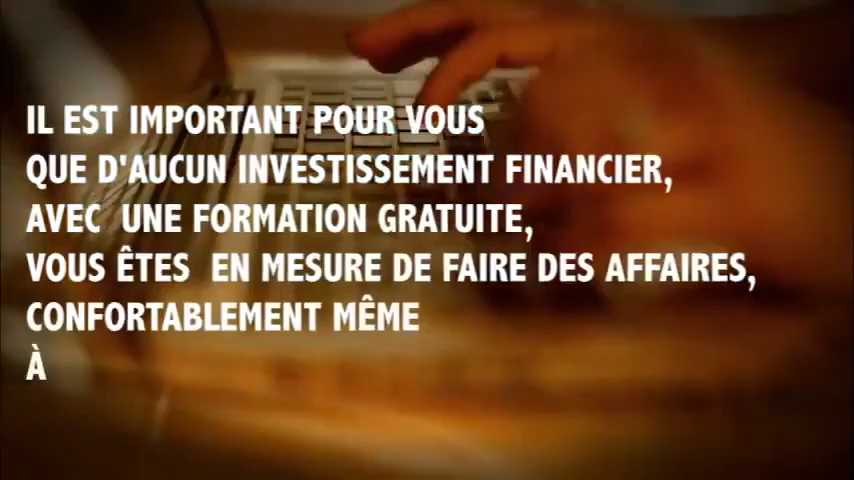 IL EST IMPORTANT POUR VOUS
QUE D'AUCUN INVESTISSEMENT FINANCIER,
AVEC UNE FORMATION GRATUITE,
VOUS ÊTES EN MESURE DE FAIRE DES AFFAIRES,
CONFORTABLEMENT MÊME
À